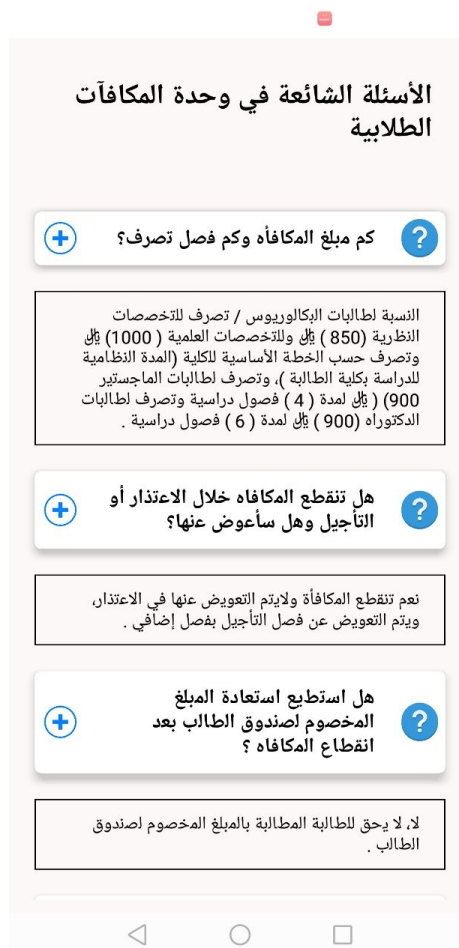 الأسئلة الشائعة في وحدة المكافآت
الطلابية
كم مبلغ المكافأه وكم فصل تصرف؟
النسبة لطالبات البكالوريوس / تصرف للتخصصات
النظرية (850 ) ﷼ وللتخصصات العلمية ( 1000) ﷼
وتصرف حسب الخطة الأساسية للكلية (المدة النظامية
للدراسة بكلية الطالبة )، وتصرف لطالبات الماجستير
900) ( ﷼ لمدة ( 4 ) فصول دراسية وتصرف لطالبات
الدكتوراه (900 ) ﷼ لمدة ( 6 ) فصول دراسية .
هل تنقطع المكافاه خلال الاعتذار أو
التأجيل وهل سأعوض عنها؟
نعم تنقطع المكافأة ولايتم التعويض عنها في الاعتذار،
ويتم التعويض عن فصل التأجيل بفصل إضافي .
هل استطيع استعادة المبلغ
المخصوم لصندوق الطالب بعد
انقطاع المكافاه ؟
لا، لا يحق للطالبة المطالبة بالمبلغ المخصوم لصندوق
الطالب .